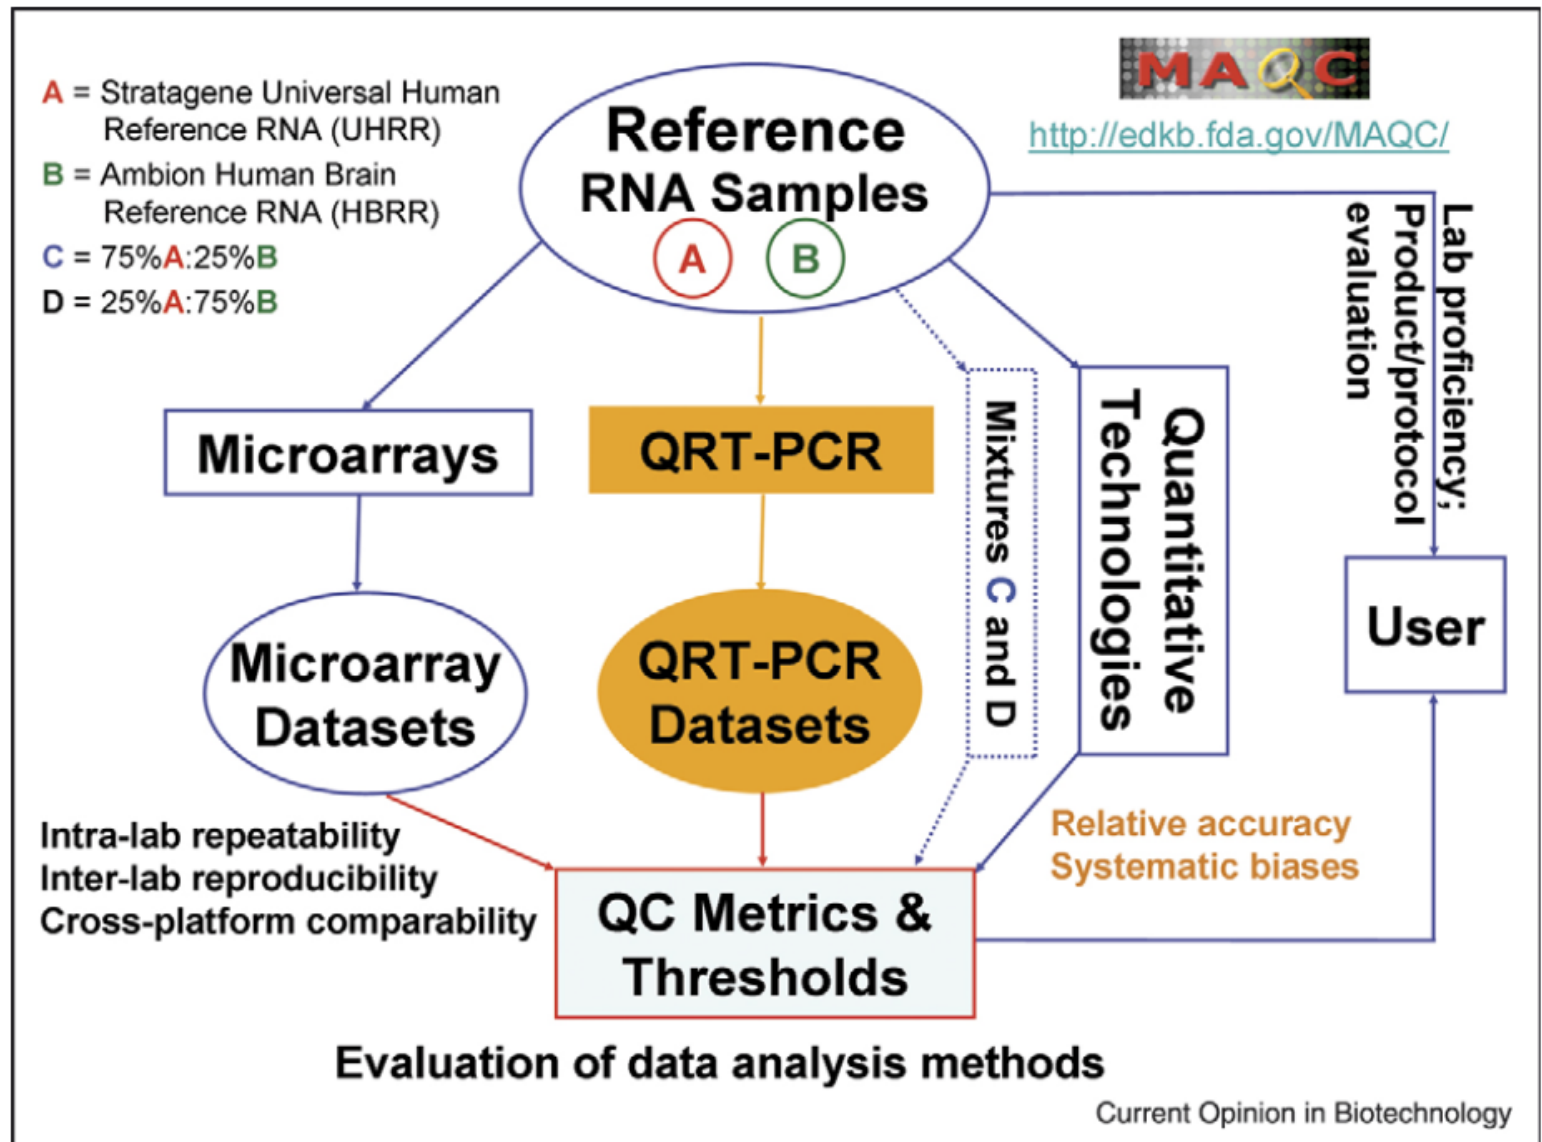 A = Stratagene Universal Human
Reference RNA (UHRR)
B = Ambion Human Brain
Reference RNA (HBRR)
C = 75%A:25%B
D = 25%A:75%B
Reference
RNA Samples
A B
MAQC
http://edkb.fda.gov/MAQC/
Lab proficiency;
Product/protocol
evaluation
Microarrays
QRT-PCR
Mixtures C and D
Quantitative
Technologies
User
Microarray
Datasets
QRT-PCR
Datasets
Intra-lab repeatability
Inter-lab reproducibility
Cross-platform comparability
Relative accuracy
Systematic biases
QC Metrics &
Thresholds
Evaluation of data analysis methods
Current Opinion in Biotechnology